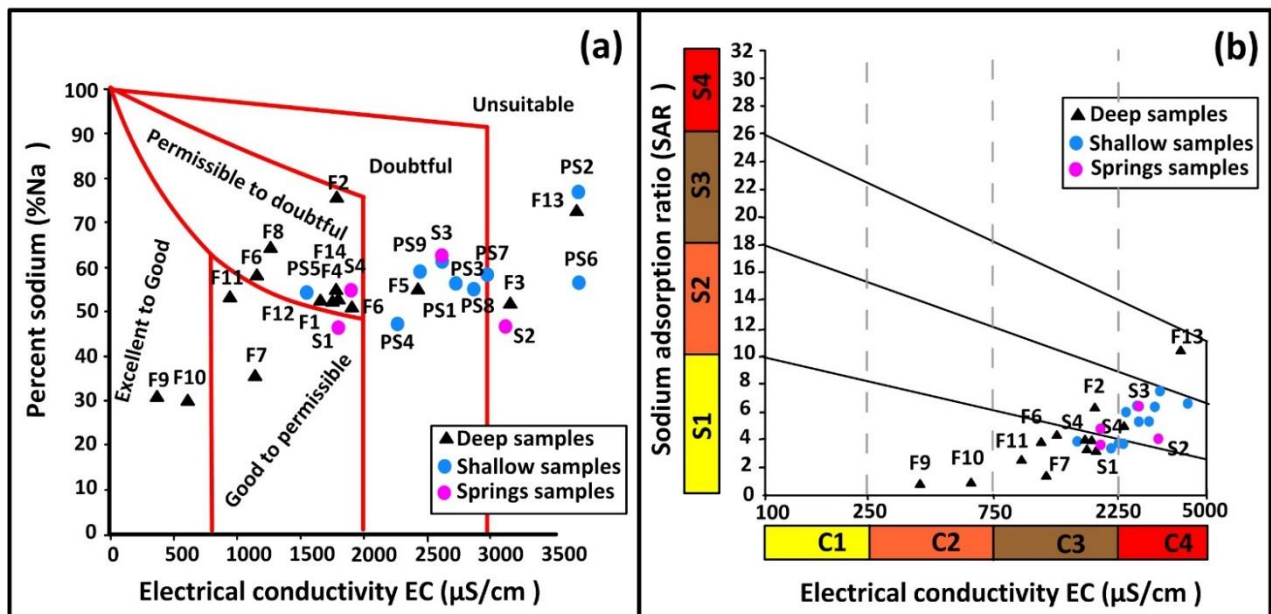 (a)
Percent sodium (%Na)
100
90
80
70
60
50
40
30
20
10
0
0
500
1000
1500
2000
2500
3000
3500
Electrical conductivity EC (µS/cm )
Unsuitable
Doubtful
Permissible to doubtful
Excellent to Good
Good to permissible
F2
PS2
F13
F8
S3
F6
F14
PS9
PS7
PS5
F4
S4
PS3
PS6
F11
F5
F3
F12
F1
F6
PS1
PS8
S1
PS4
S2
F7
F9
F10
Deep samples
Shallow samples
Springs samples
(b)
Sodium adsorption ratio (SAR)
S4
S3
S2
S1
32
30
28
26
24
22
20
18
16
14
12
10
8
6
4
2
0
100
250
750
2250
5000
C1
C2
C3
C4
Electrical conductivity EC (µS/cm )
Deep samples
Shallow samples
Springs samples
F13
F2
S3
F6
S4
S4
F11
S2
F9
F10
F7
S1